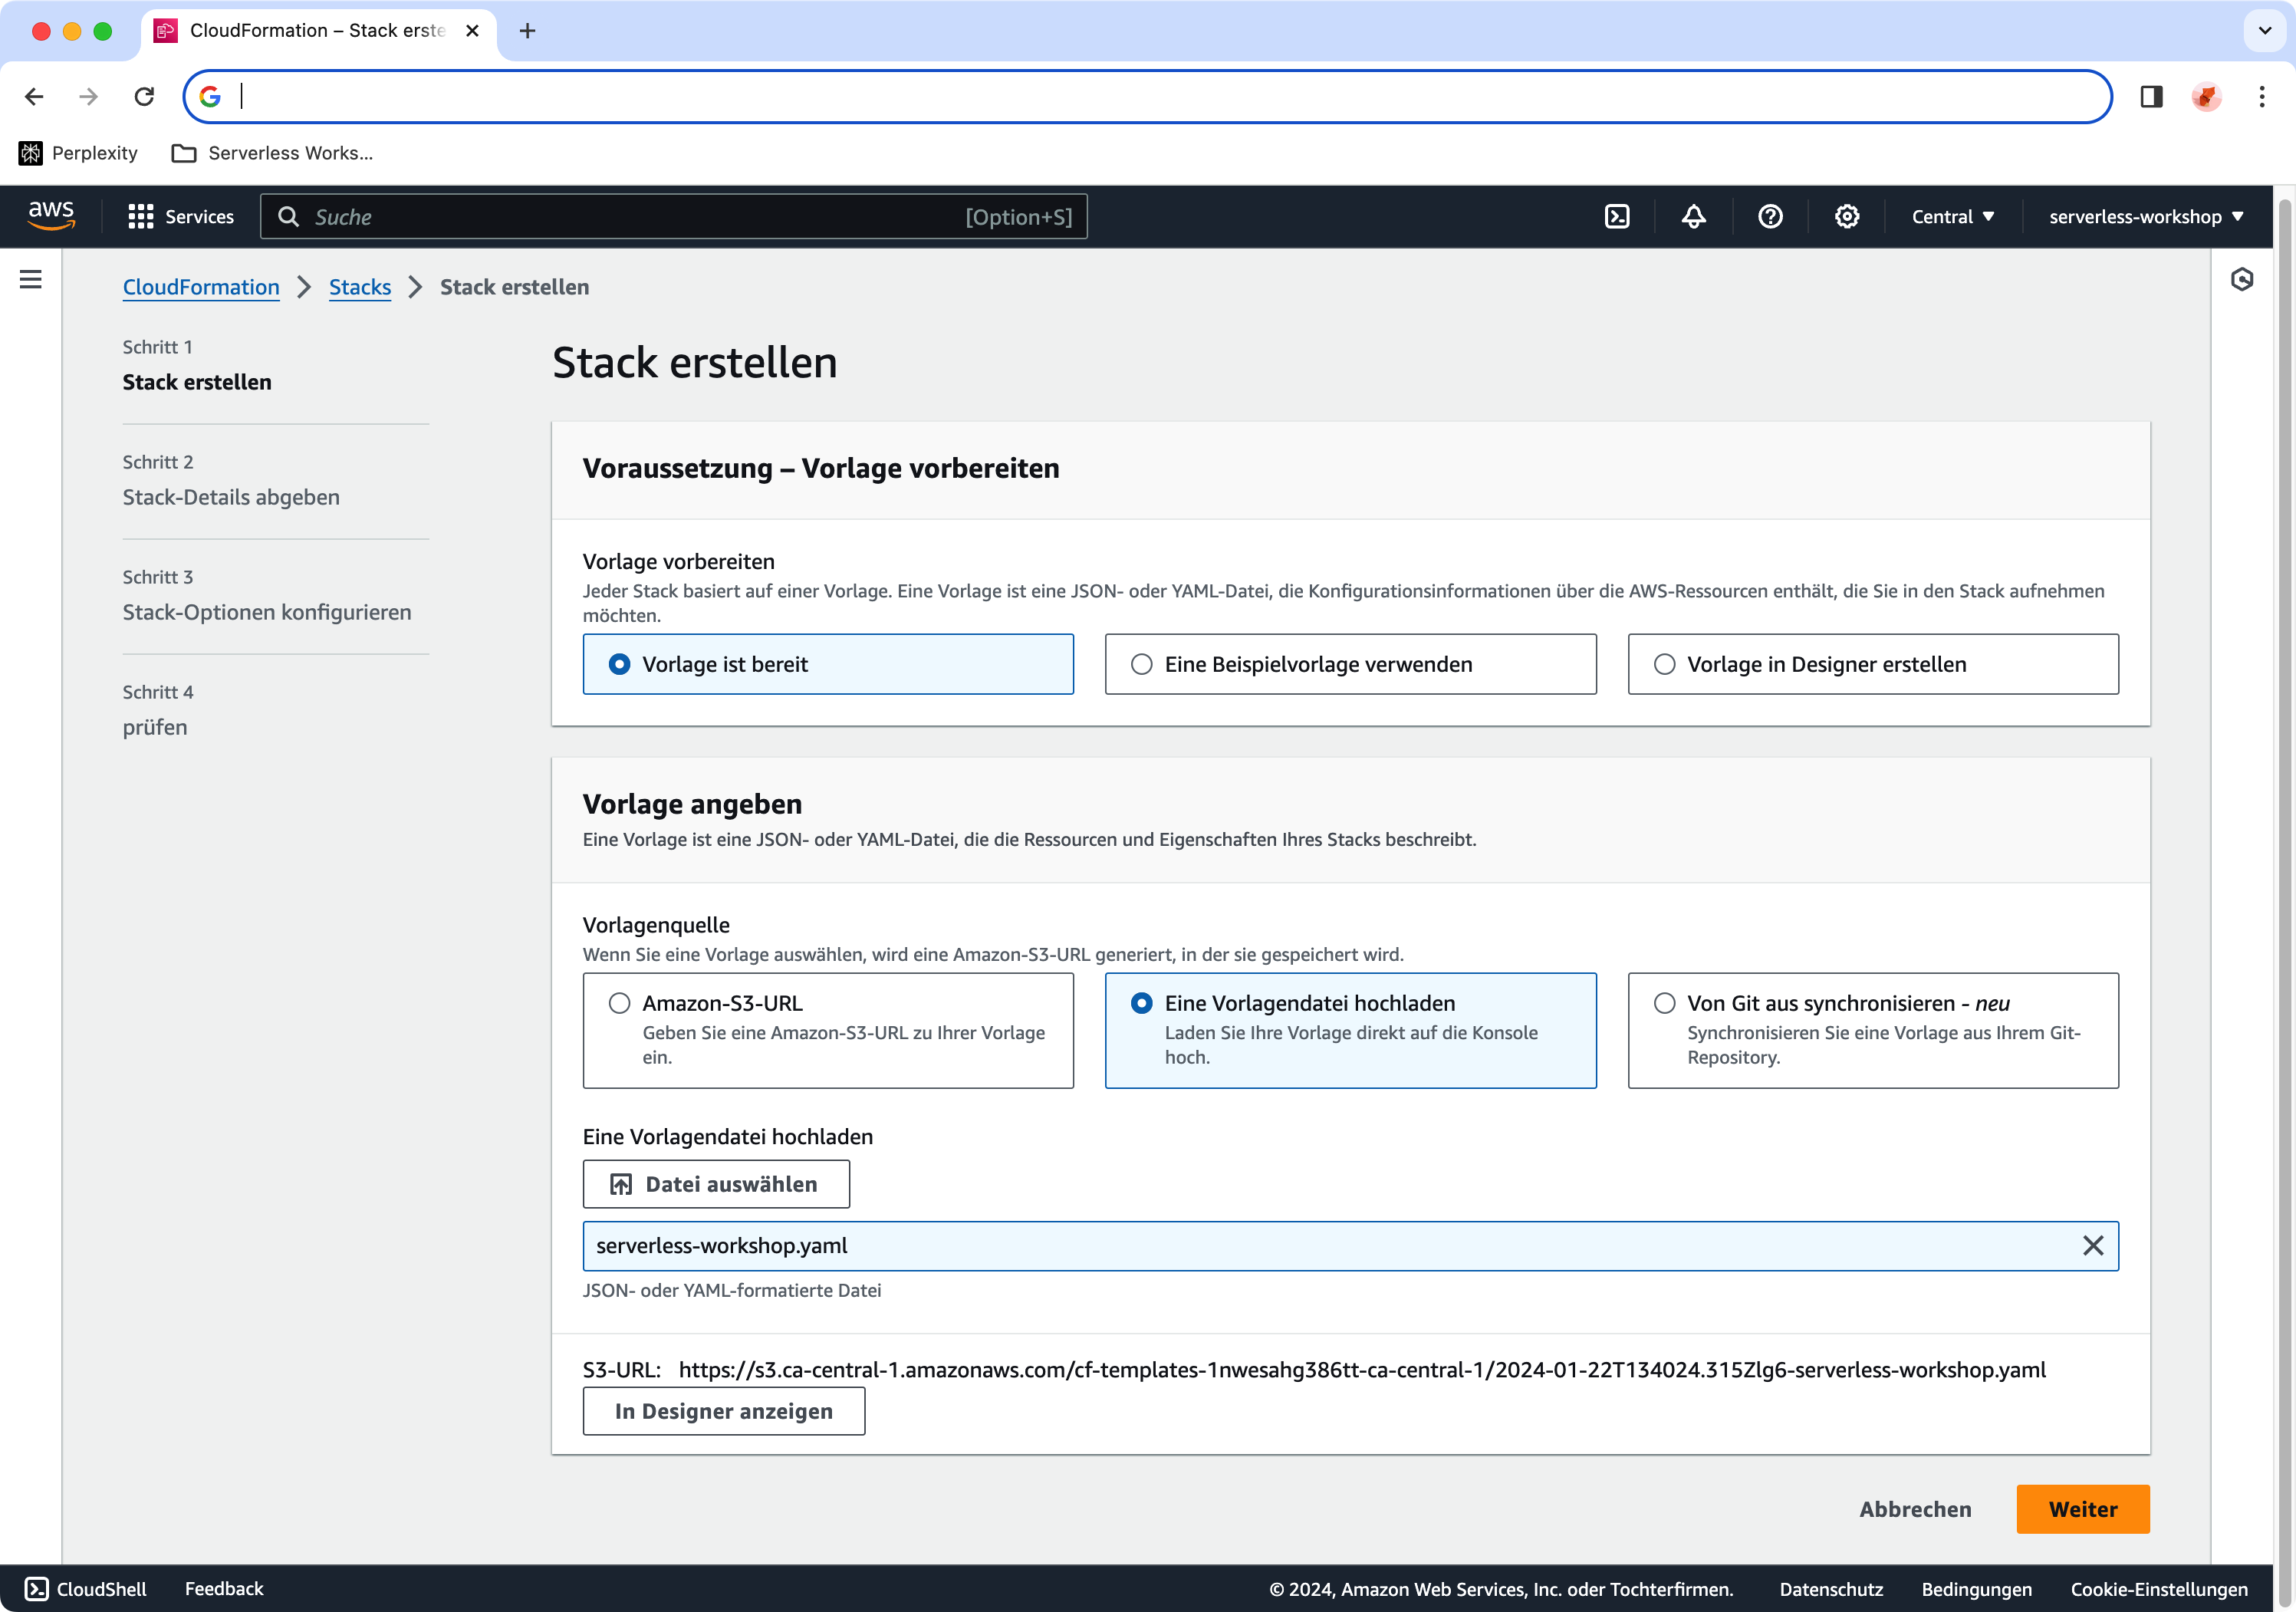 CloudFormation – Stack erste
Perplexity
Serverless Works...
aws
Services
Suche
[Option+S]
Central
serverless-workshop
CloudFormation
Stacks
Stack erstellen
Schritt 1
Stack erstellen
Schritt 2
Stack-Details abgeben
Schritt 3
Stack-Optionen konfigurieren
Schritt 4
prüfen
Stack erstellen
Voraussetzung – Vorlage vorbereiten
Vorlage vorbereiten
Jeder Stack basiert auf einer Vorlage. Eine Vorlage ist eine JSON- oder YAML-Datei, die Konfigurationsinformationen über die AWS-Ressourcen enthält, die Sie in den Stack aufnehmen
möchten.
Vorlage ist bereit
Eine Beispielvorlage verwenden
Vorlage in Designer erstellen
Vorlage angeben
Eine Vorlage ist eine JSON- oder YAML-Datei, die die Ressourcen und Eigenschaften Ihres Stacks beschreibt.
Vorlagenquelle
Wenn Sie eine Vorlage auswählen, wird eine Amazon-S3-URL generiert, in der sie gespeichert wird.
Amazon-S3-URL
Geben Sie eine Amazon-S3-URL zu Ihrer Vorlage
ein.
Eine Vorlagendatei hochladen
Laden Sie Ihre Vorlage direkt auf die Konsole
hoch.
Von Git aus synchronisieren - neu
Synchronisieren Sie eine Vorlage aus Ihrem Git-
Repository.
Eine Vorlagendatei hochladen
Datei auswählen
serverless-workshop.yaml
JSON- oder YAML-formatierte Datei
S3-URL: https://s3.ca-central-1.amazonaws.com/cf-templates-1nwesahg386tt-ca-central-1/2024-01-22T134024.315Zlg6-serverless-workshop.yaml
In Designer anzeigen
Abbrechen
Weiter
CloudShell
Feedback
© 2024, Amazon Web Services, Inc. oder Tochterfirmen.
Datenschutz
Bedingungen
Cookie-Einstellungen